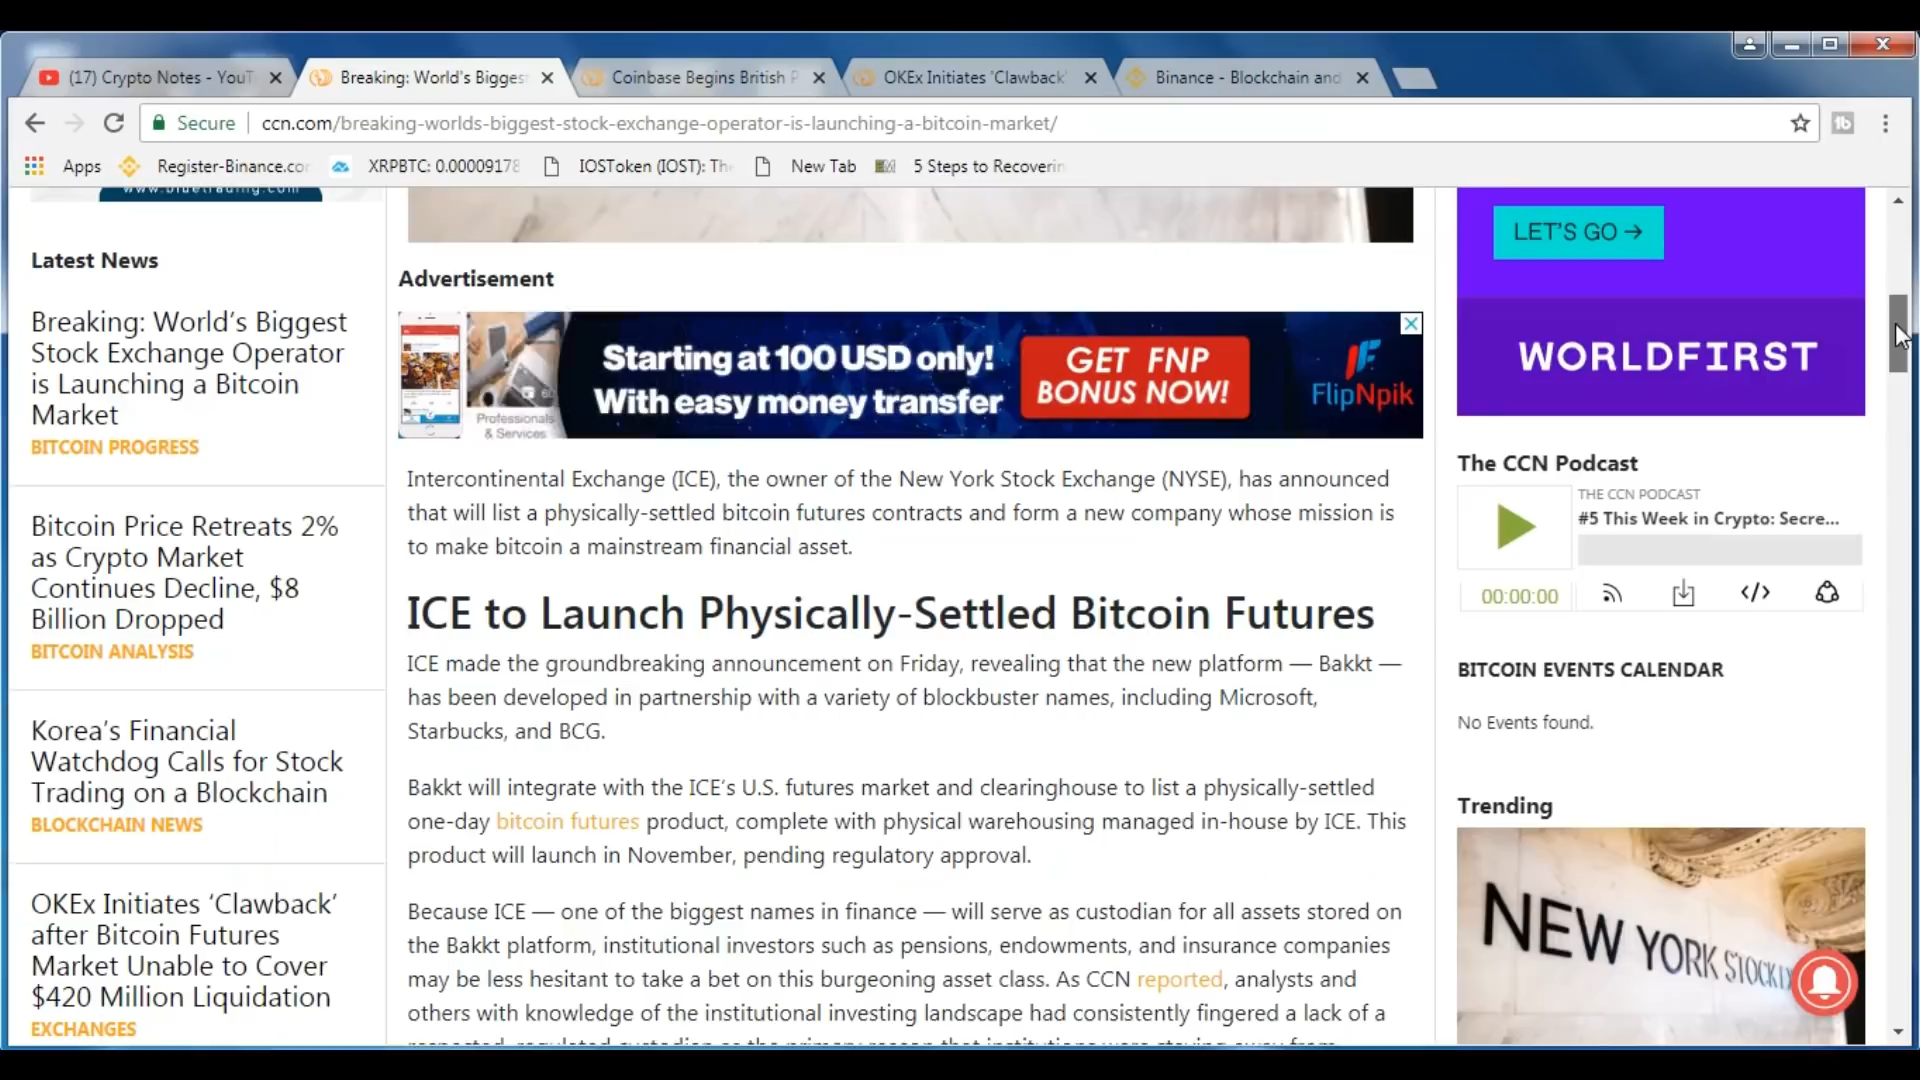 (17) Crypto Notes - YouT
Breaking: World's Bigges
Coinbase Begins British P
OKEx Initiates 'Clawback'
Binance - Blockchain and
Secure
ccn.com/breaking-worlds-biggest-stock-exchange-operator-is-launching-a-bitcoin-market/
Apps
Register-Binance.co
XRPBTC: 0.00009178
IOSToken (IOST): Th
New Tab
5 Steps to Recoverin
www.bluetrading.com
Latest News
Breaking: World's Biggest
Stock Exchange Operator
is Launching a Bitcoin
Market
BITCOIN PROGRESS
Bitcoin Price Retreats 2%
as Crypto Market
Continues Decline, $8
Billion Dropped
BITCOIN ANALYSIS
Korea's Financial
Watchdog Calls for Stock
Trading on a Blockchain
BLOCKCHAIN NEWS
OKEx Initiates 'Clawback'
after Bitcoin Futures
Market Unable to Cover
$420 Million Liquidation
EXCHANGES
Advertisement
Professionals
& Services
Starting at 100 USD only!
With easy money transfer
GET FNP
BONUS NOW!
FlipNpik
Intercontinental Exchange (ICE), the owner of the New York Stock Exchange (NYSE), has announced
that will list a physically-settled bitcoin futures contracts and form a new company whose mission is
to make bitcoin a mainstream financial asset.
ICE to Launch Physically-Settled Bitcoin Futures
ICE made the groundbreaking announcement on Friday, revealing that the new platform — Bakkt —
has been developed in partnership with a variety of blockbuster names, including Microsoft,
Starbucks, and BCG.
Bakkt will integrate with the ICE's U.S. futures market and clearinghouse to list a physically-settled
one-day bitcoin futures product, complete with physical warehousing managed in-house by ICE. This
product will launch in November, pending regulatory approval.
Because ICE — one of the biggest names in finance — will serve as custodian for all assets stored on
the Bakkt platform, institutional investors such as pensions, endowments, and insurance companies
may be less hesitant to take a bet on this burgeoning asset class. As CCN reported, analysts and
others with knowledge of the institutional investing landscape had consistently fingered a lack of a
LET'S GO →
WORLDFIRST
The CCN Podcast
THE CCN PODCAST
#5 This Week in Crypto: Secre...
00:00:00
BITCOIN EVENTS CALENDAR
No Events found.
Trending
NEW YORK STOCK